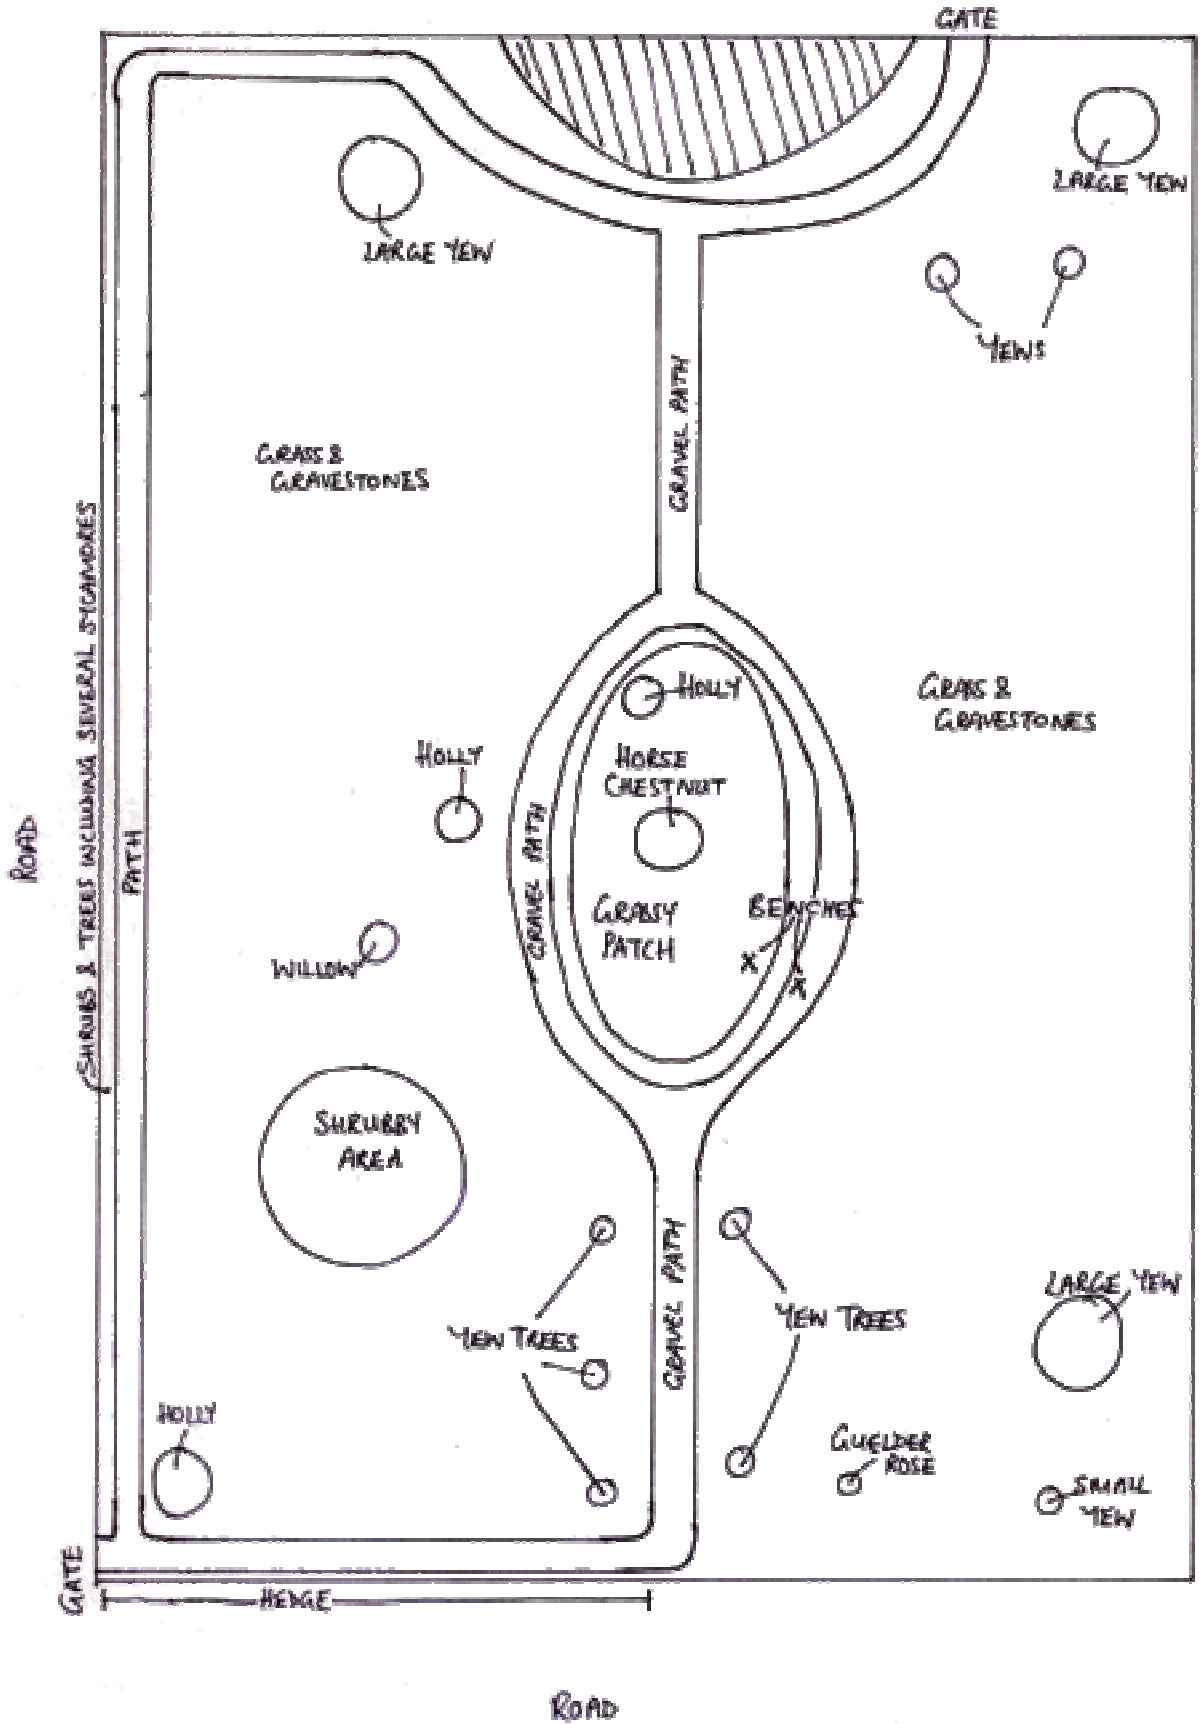 GATE
LARGE YEW
LARGE YEW
YEWS
GRAVEL PATH
GRASS &
GRAVESTONES
SHRUBS & TREES INCLUDING SEVERAL SYCAMORES
HOLLY
GRASS &
GRAVESTONES
HOLLY
HORSE
CHESTNUT
ROAD
PATH
GRAVEL PATH
GRASSY
PATCH
BENCHES
X
X
WILLOW
SHRUBBY
AREA
GRAVEL PATH
YEW TREES
YEW TREES
LARGE YEW
HOLLY
GUELDER
ROSE
SMALL
YEW
GATE
HEDGE
ROAD